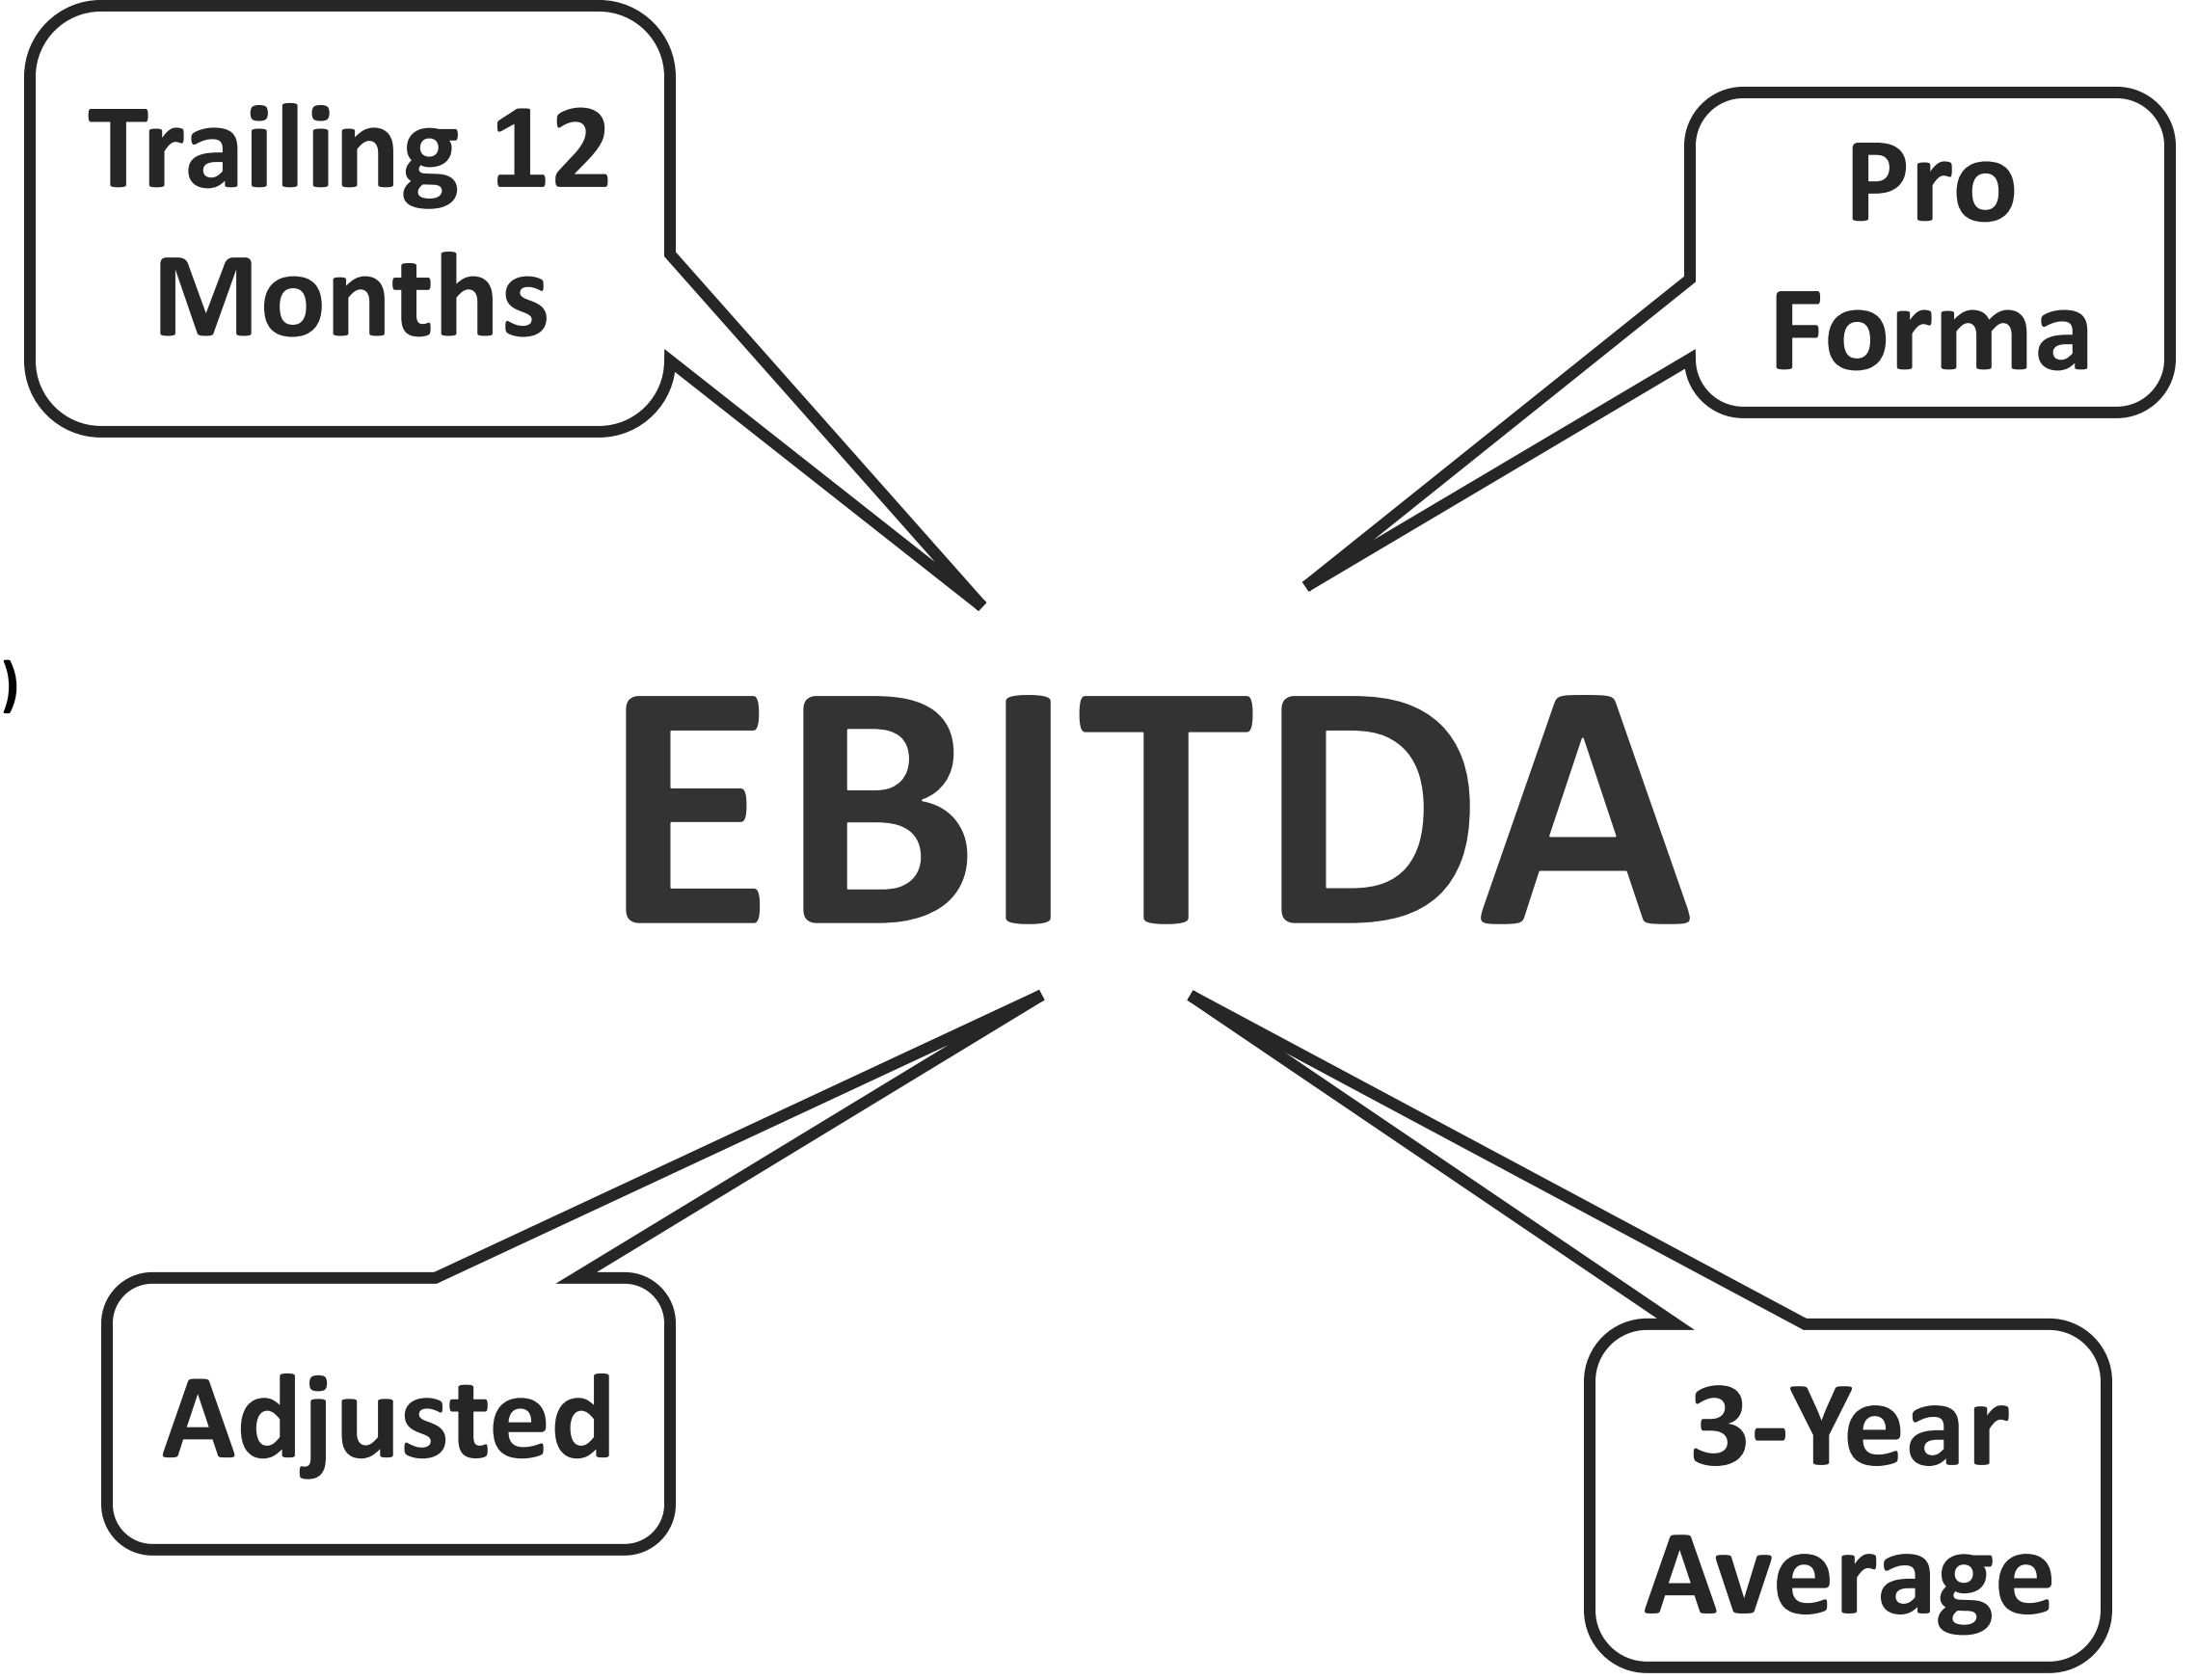 Trailing 12
Months
Pro
Forma
)
EBITDA
Adjusted
3-Year
Average